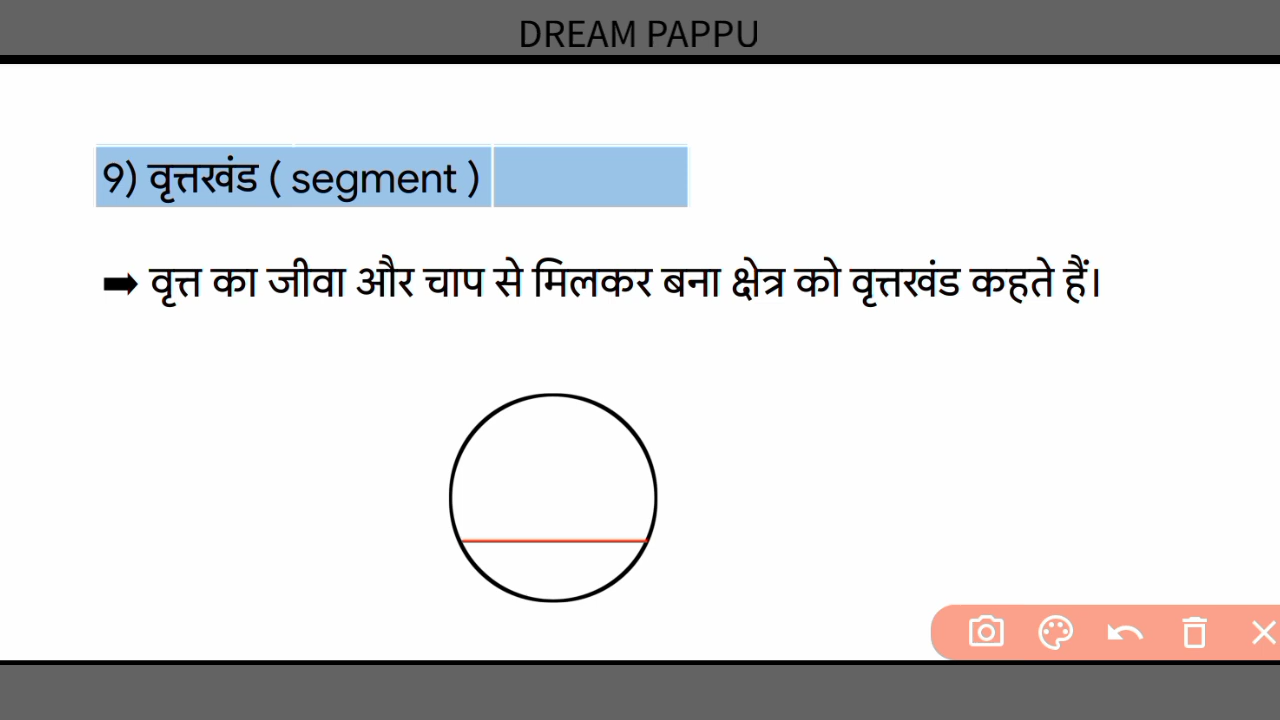 DREAM PAPPU
9) वृत्तखंड ( segment )
➡ वृत्त का जीवा और चाप से मिलकर बना क्षेत्र को वृत्तखंड कहते हैं।